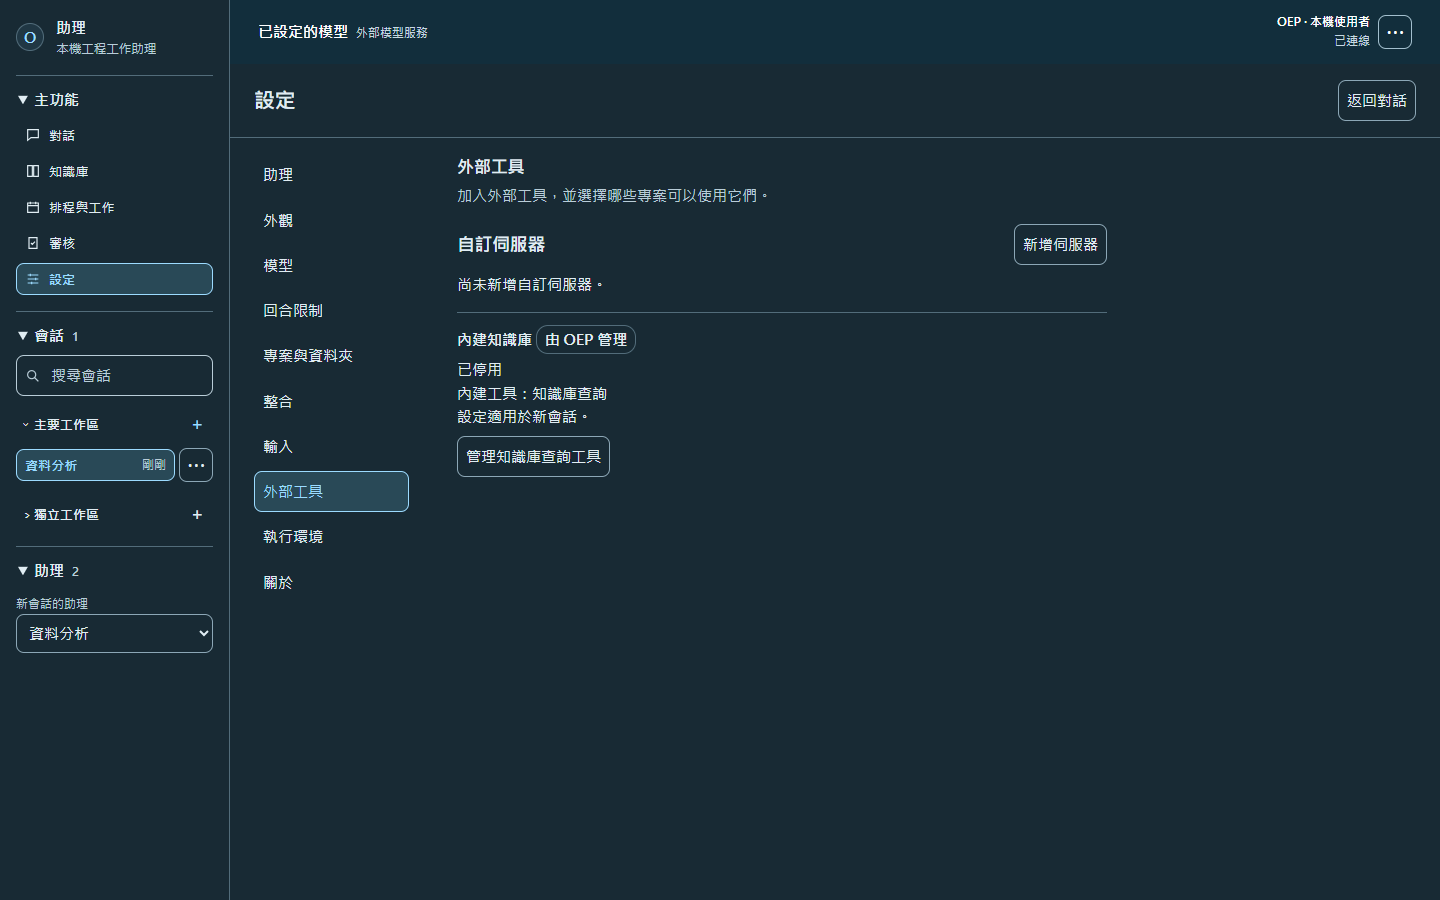 O
助理
本機工程工作助理
主功能
對話
知識庫
排程與工作
審核
設定
會話 1
搜尋會話
主要工作區 +
資料分析 剛剛 ...
獨立工作區 +
助理 2
新會話的助理
資料分析
已設定的模型 外部模型服務
OEP · 本機使用者
已連線
...
設定
返回對話
助理
外觀
模型
回合限制
專案與資料夾
整合
輸入
外部工具
執行環境
關於
外部工具
加入外部工具，並選擇哪些專案可以使用它們。
自訂伺服器
新增伺服器
尚未新增自訂伺服器。
內建知識庫 由 OEP 管理
已停用
內建工具：知識庫查詢
設定適用於新會話。
管理知識庫查詢工具